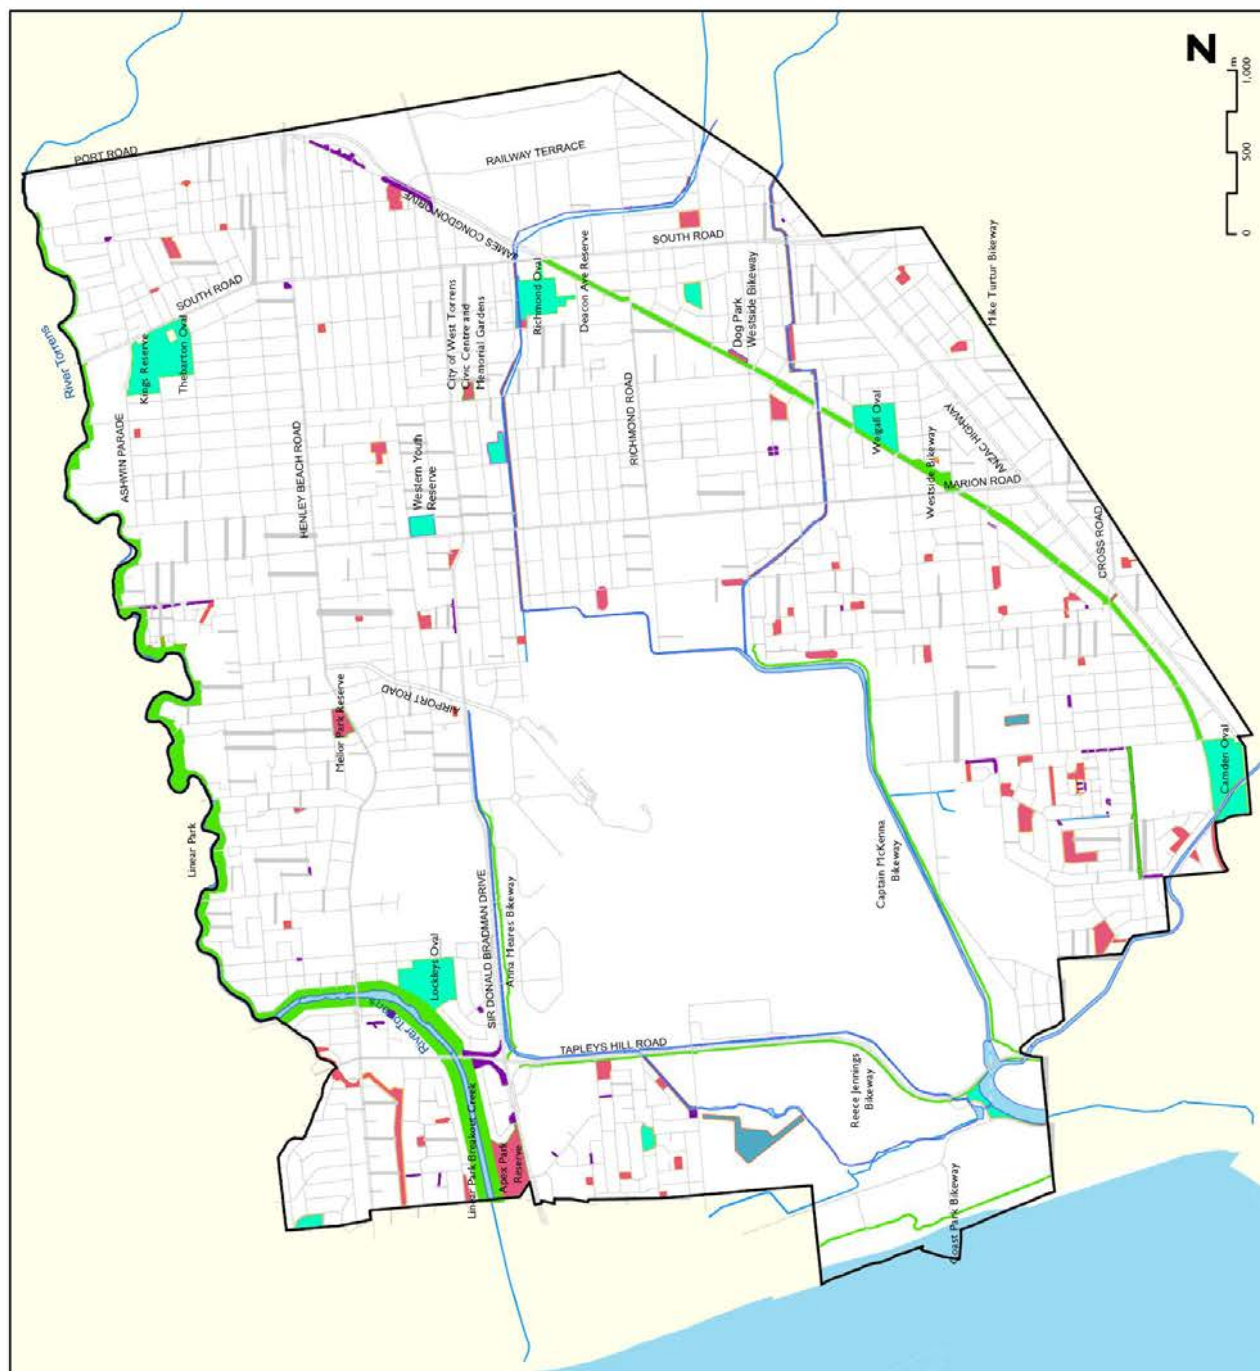 N
m
1,000
500
0
PORT ROAD
RAILWAY TERRACE
JAMES CONGDON DRIVE
SOUTH ROAD
SOUTH ROAD
River Torrens
Kings Reserve
Thebarton Oval
City of West Torrens
Civic Centre and
Memorial Gardens
Richmond Oval
Deacon Ave Reserve
Dog Park
Westside Bikeway
Mike Turtur Bikeway
ASHWIN PARADE
HENLEY BEACH ROAD
RICHMOND ROAD
Weigall Oval
ANZAC HIGHWAY
Western Youth
Reserve
Westside Bikeway
MARION ROAD
CROSS ROAD
Mellor Park Reserve
AIRPORT ROAD
Camden Oval
Linear Park
Captain McKenna
Bikeway
Lockleys Oval
SIR DONALD BRADMAN DRIVE
Anna Meares Bikeway
River Torrens
TAPLEYS HILL ROAD
Reece Jennings
Bikeway
Linear Park Breakout Creek
Apex Park
Reserve
Coast Park Bikeway